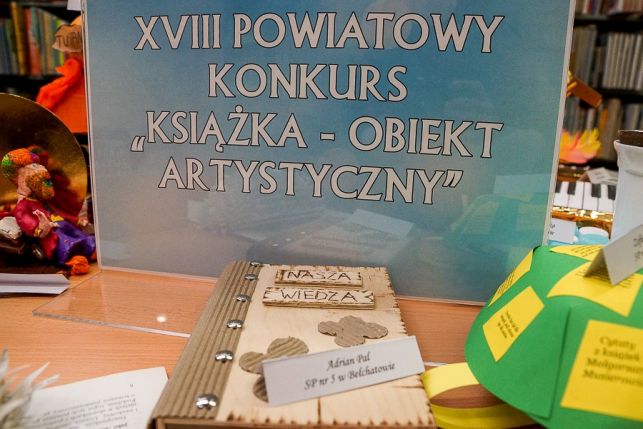 XVIII POWIATOWY
KONKURS
„KSIĄŻKA - OBIEKT
ARTYSTYCZNY”
NASZA
WIEDZA
Adrian Pal
SP nr 5 w Bełchatowie
Cytaty
z książek
Małgorzaty